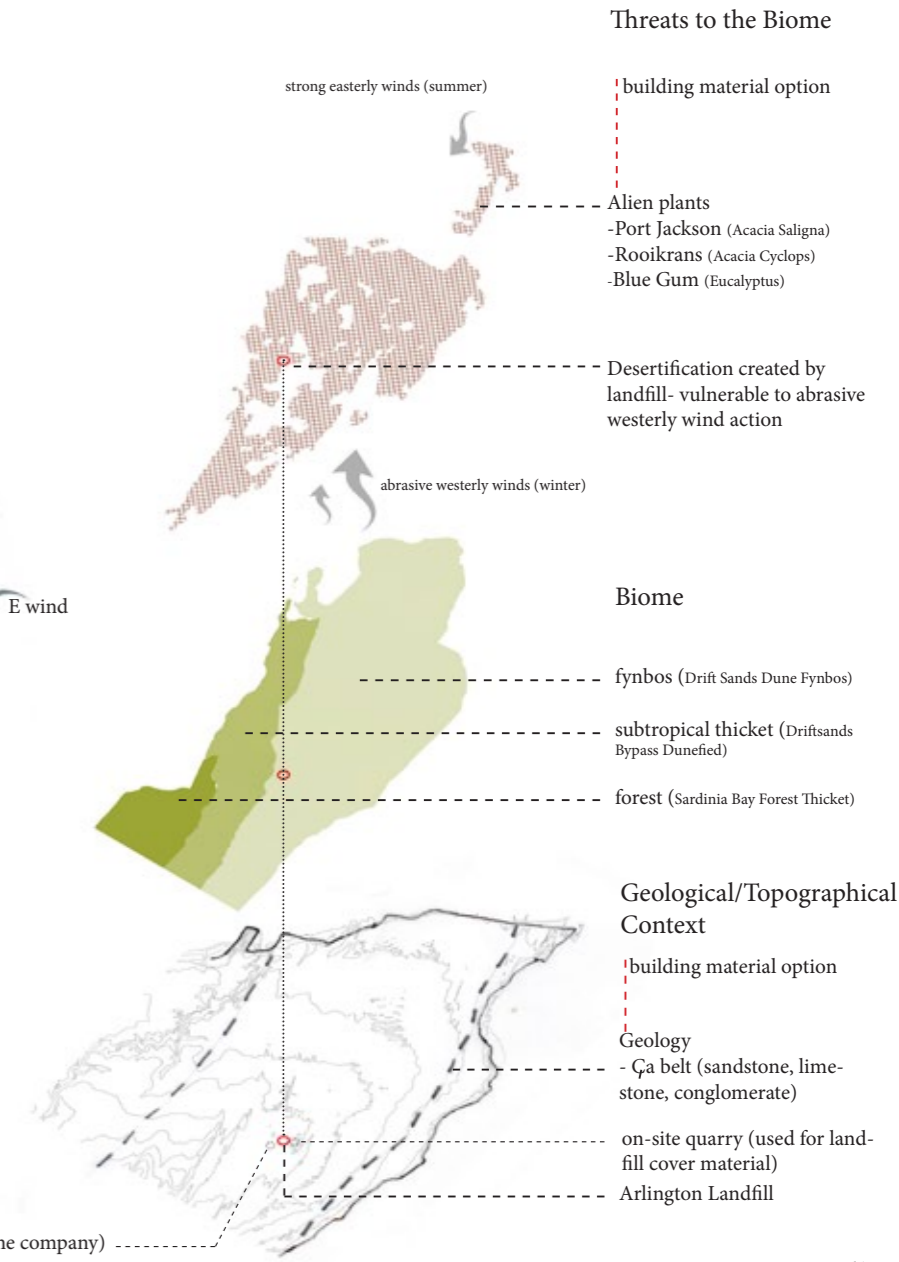 Threats to the Biome
strong easterly winds (summer)
building material option
Alien plants
-Port Jackson (Acacia Saligna)
-Rooikrans (Acacia Cyclops)
-Blue Gum (Eucalyptus)
Desertification created by
landfill- vulnerable to abrasive
westerly wind action
abrasive westerly winds (winter)
E wind
Biome
fynbos (Drift Sands Dune Fynbos)
subtropical thicket (Driftsands
Bypass Dunefied)
forest (Sardinia Bay Forest Thicket)
Geological/Topographical
Context
building material option
Geology
- Ça belt (sandstone, lime-
stone, conglomerate)
on-site quarry (used for land-
fill cover material)
Arlington Landfill
company)